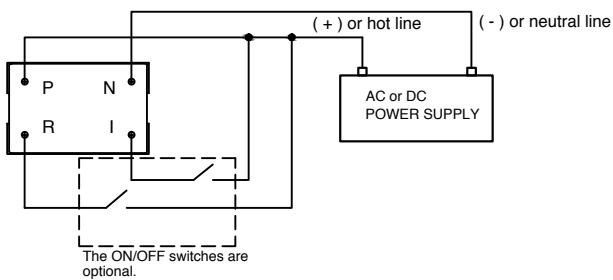 ( + ) or hot line
( - ) or neutral line
P N
R I
AC or DC
POWER SUPPLY
The ON/OFF switches are
optional.